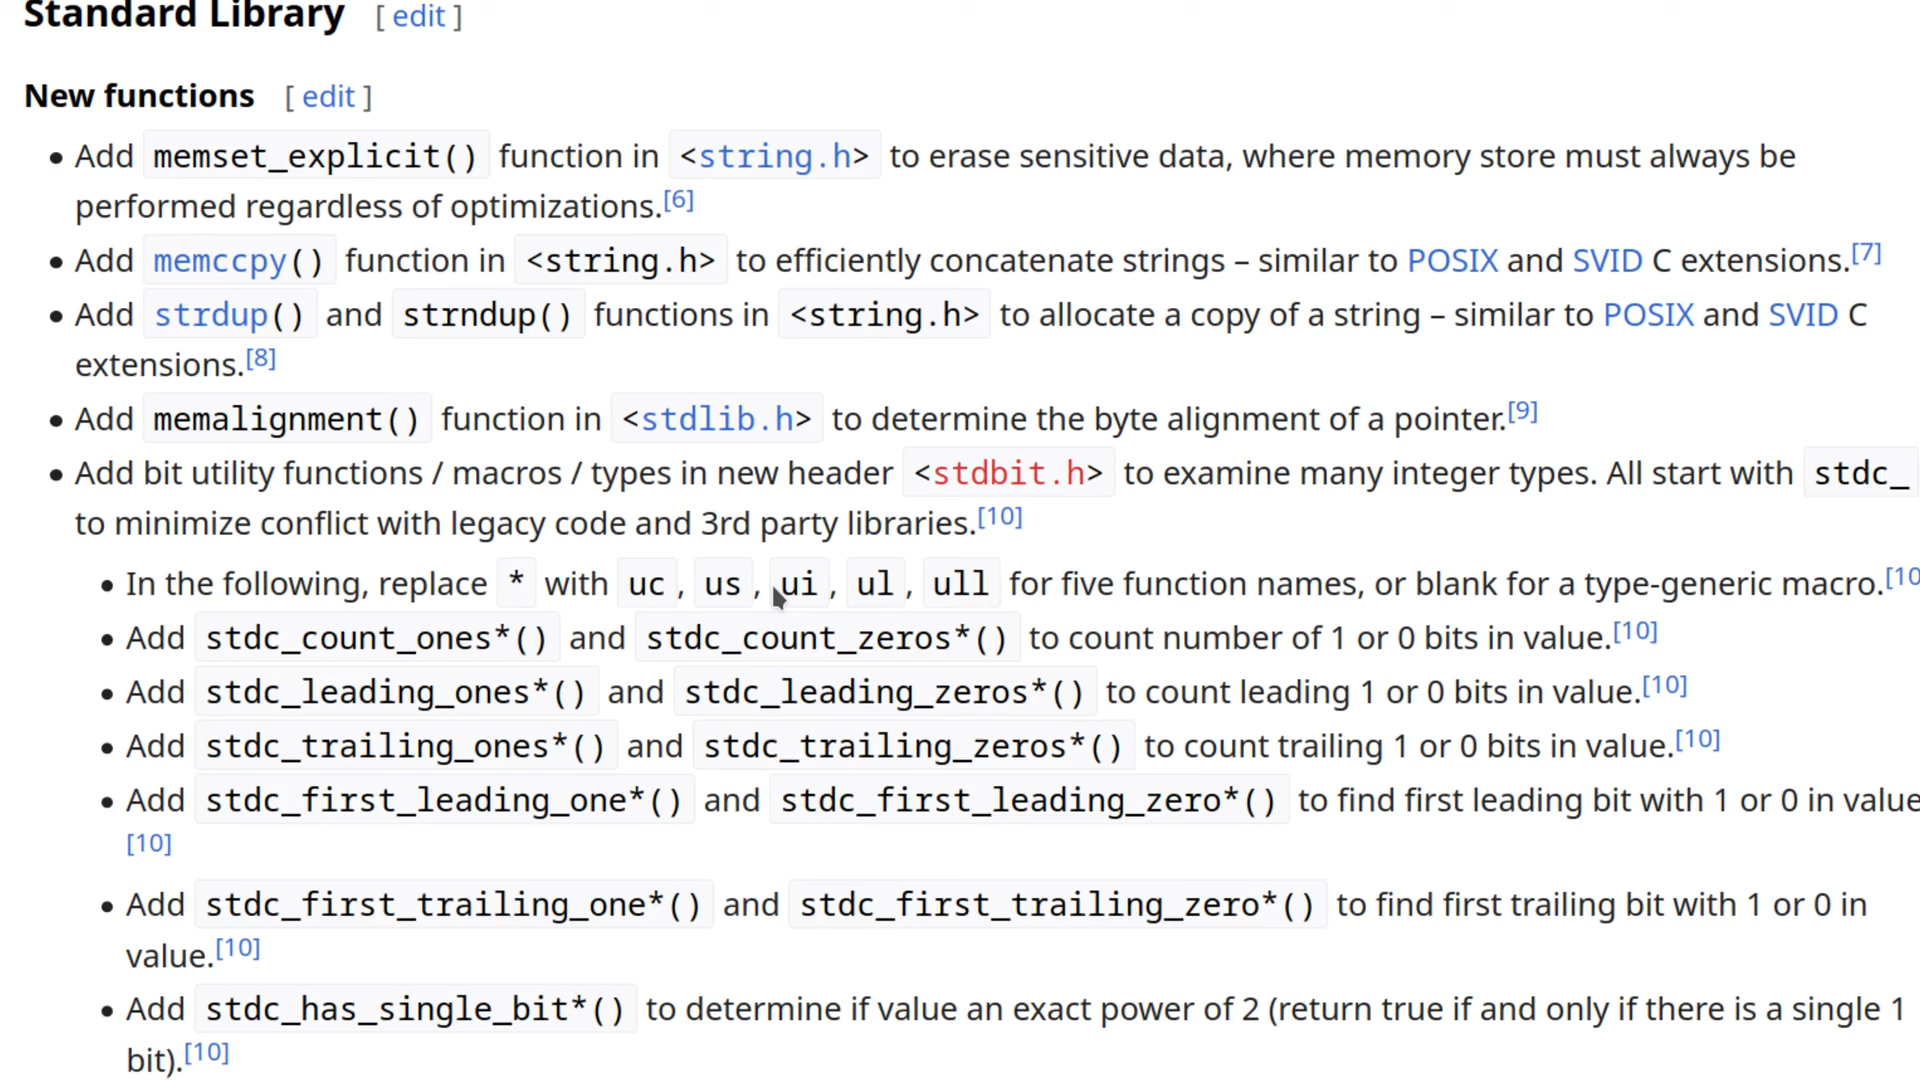 Standard Library [ edit ]
New functions [ edit ]
• Add memset_explicit() function in <string.h> to erase sensitive data, where memory store must always be
performed regardless of optimizations.[6]
• Add memccpy() function in <string.h> to efficiently concatenate strings – similar to POSIX and SVID C extensions.[7]
• Add strdup() and strndup() functions in <string.h> to allocate a copy of a string – similar to POSIX and SVID C
extensions.[8]
• Add memalignment() function in <stdlib.h> to determine the byte alignment of a pointer.[9]
• Add bit utility functions / macros / types in new header <stdbit.h> to examine many integer types. All start with stdc_
to minimize conflict with legacy code and 3rd party libraries.[10]
• In the following, replace * with uc, us, ui, ul, ull for five function names, or blank for a type-generic macro.[10
• Add stdc_count_ones*() and stdc_count_zeros*() to count number of 1 or 0 bits in value.[10]
• Add stdc_leading_ones*() and stdc_leading_zeros*() to count leading 1 or 0 bits in value.[10]
• Add stdc_trailing_ones*() and stdc_trailing_zeros*() to count trailing 1 or 0 bits in value.[10]
• Add stdc_first_leading_one*() and stdc_first_leading_zero*() to find first leading bit with 1 or 0 in value
[10]
• Add stdc_first_trailing_one*() and stdc_first_trailing_zero*() to find first trailing bit with 1 or 0 in
value.[10]
• Add stdc_has_single_bit*() to determine if value an exact power of 2 (return true if and only if there is a single 1
bit).[10]